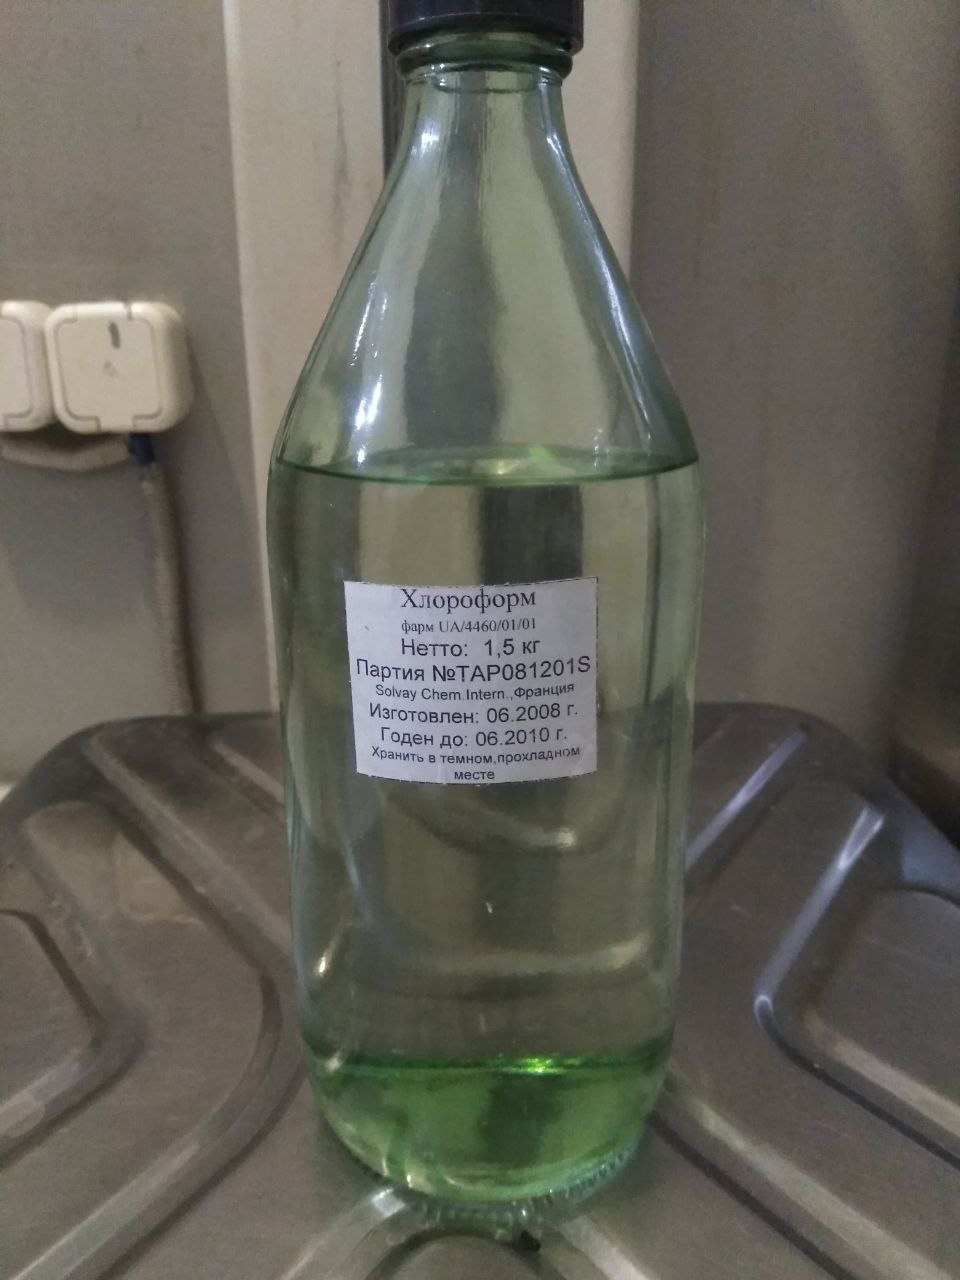 Хлороформ
фарм UA/4460/01/01
Нетто: 1,5 кг
Партия №TAP081201S
Solvay Chem.Intern.,Франция
Изготовлен: 06.2008 г.
Годен до: 06.2010 г.
Хранить в темном,прохладном
месте